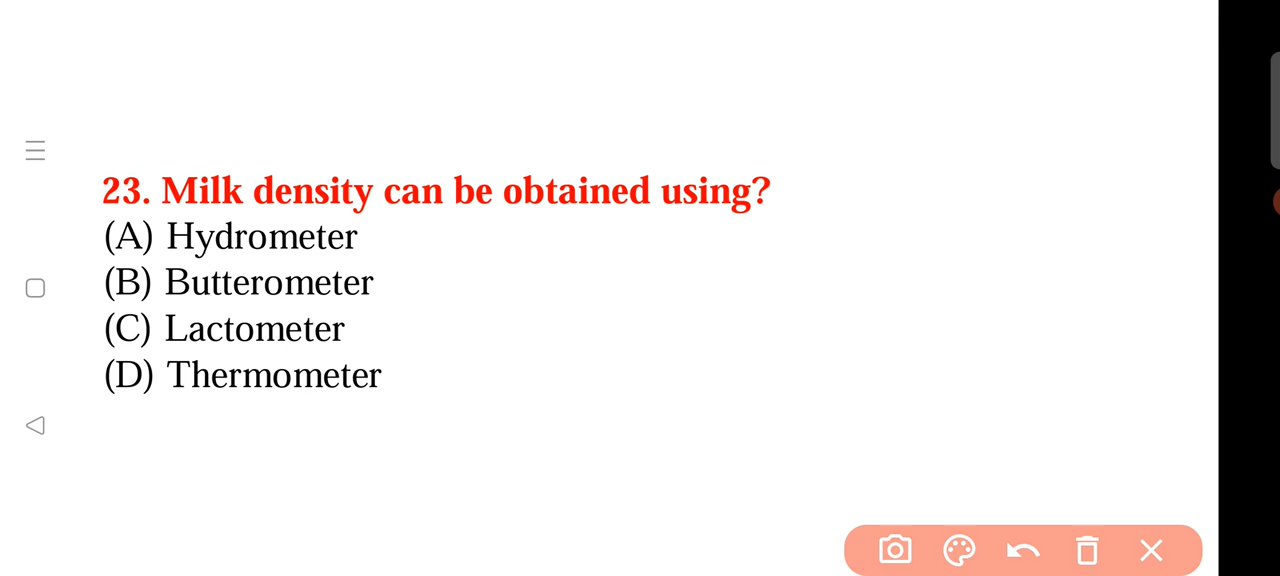 23. Milk density can be obtained using?
(A) Hydrometer
(B) Butterometer
(C) Lactometer
(D) Thermometer